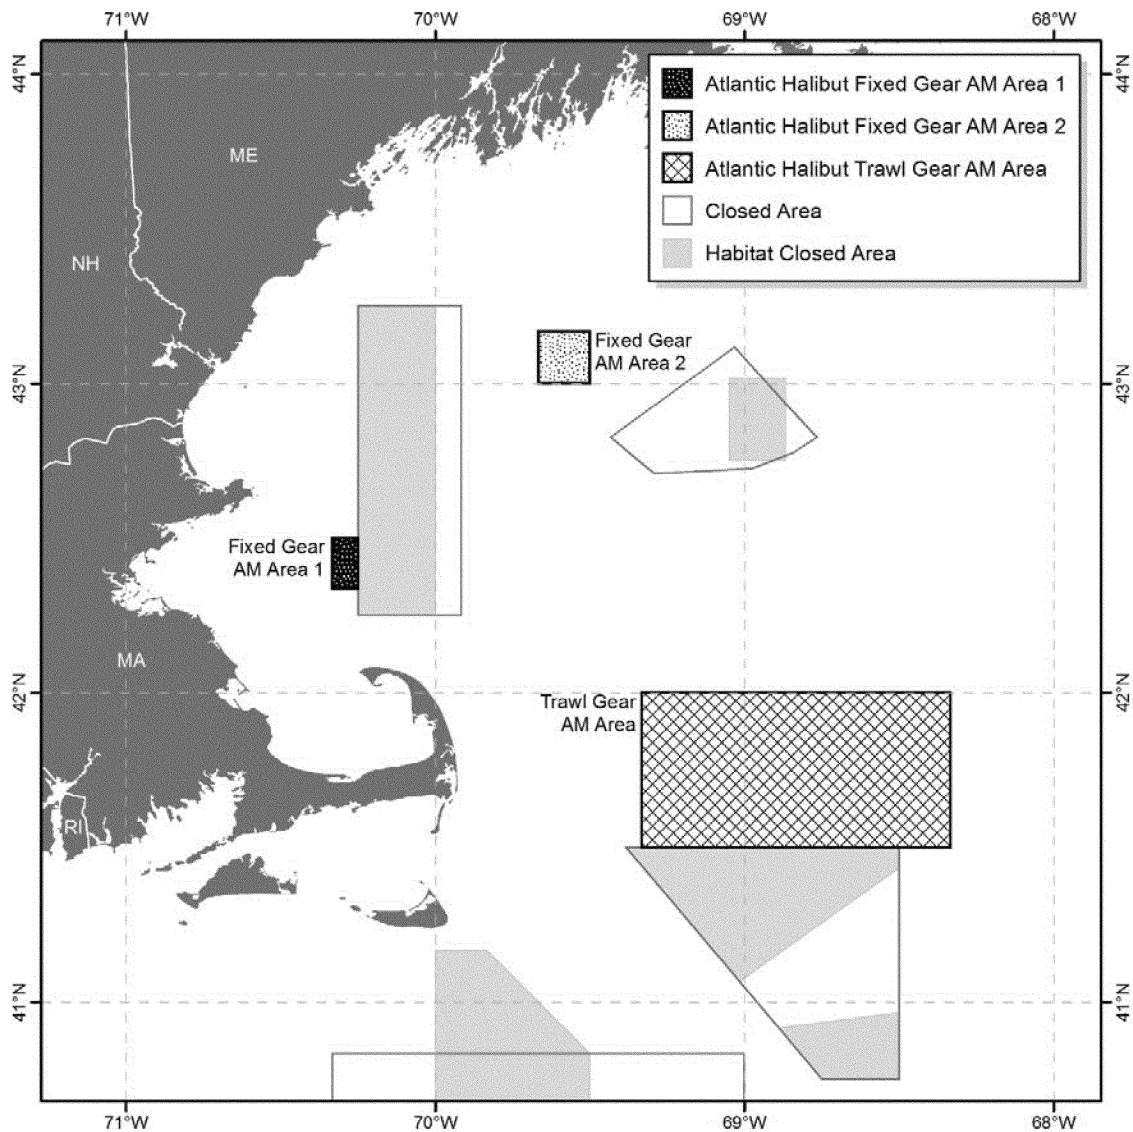 71°W
70°W
69°W
68°W
44°N
44°N
Atlantic Halibut Fixed Gear AM Area 1
Atlantic Halibut Fixed Gear AM Area 2
Atlantic Halibut Trawl Gear AM Area
Closed Area
Habitat Closed Area
ME
NH
Fixed Gear
AM Area 2
43°N
43°N
Fixed Gear
AM Area 1
MA
42°N
42°N
Trawl Gear
AM Area
RI
41°N
41°N
71°W
70°W
69°W
68°W